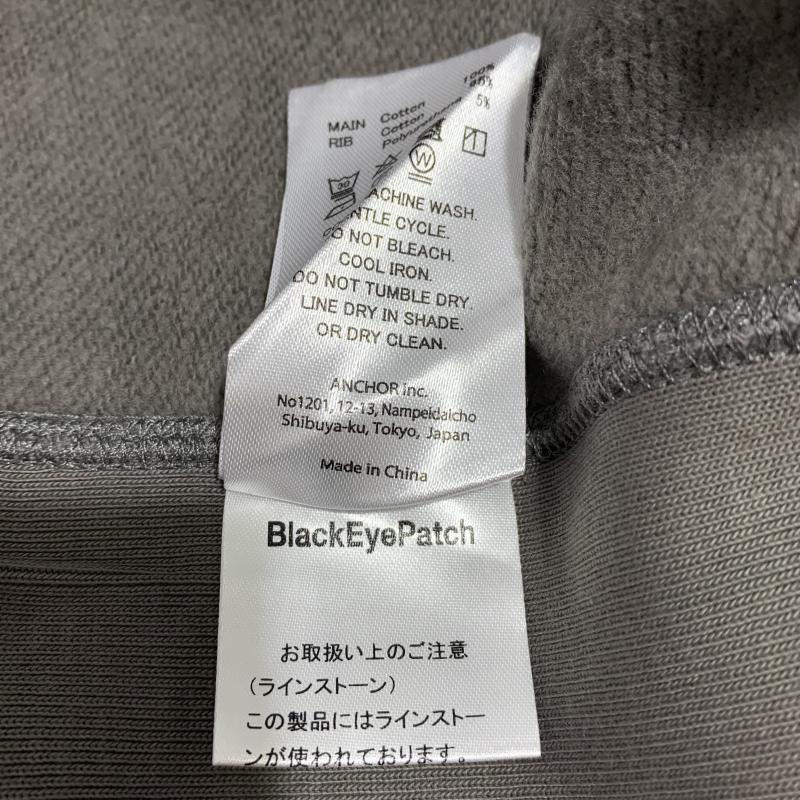 100%
MAIN Cotton 95%
RIB Cotton 5%
30
W
ACHINE WASH.
NTLE CYCLE.
DO NOT BLEACH.
COOL IRON.
DO NOT TUMBLE DRY.
LINE DRY IN SHADE.
OR DRY CLEAN.
ANCHOR inc.
No1201, 12-13, Nampeidaicho
Shibuya-ku, Tokyo, Japan
Made in China
BlackEyePatch
お取扱い上のご注意
（ラインストーン）
この製品にはラインストー
ンが使われております。